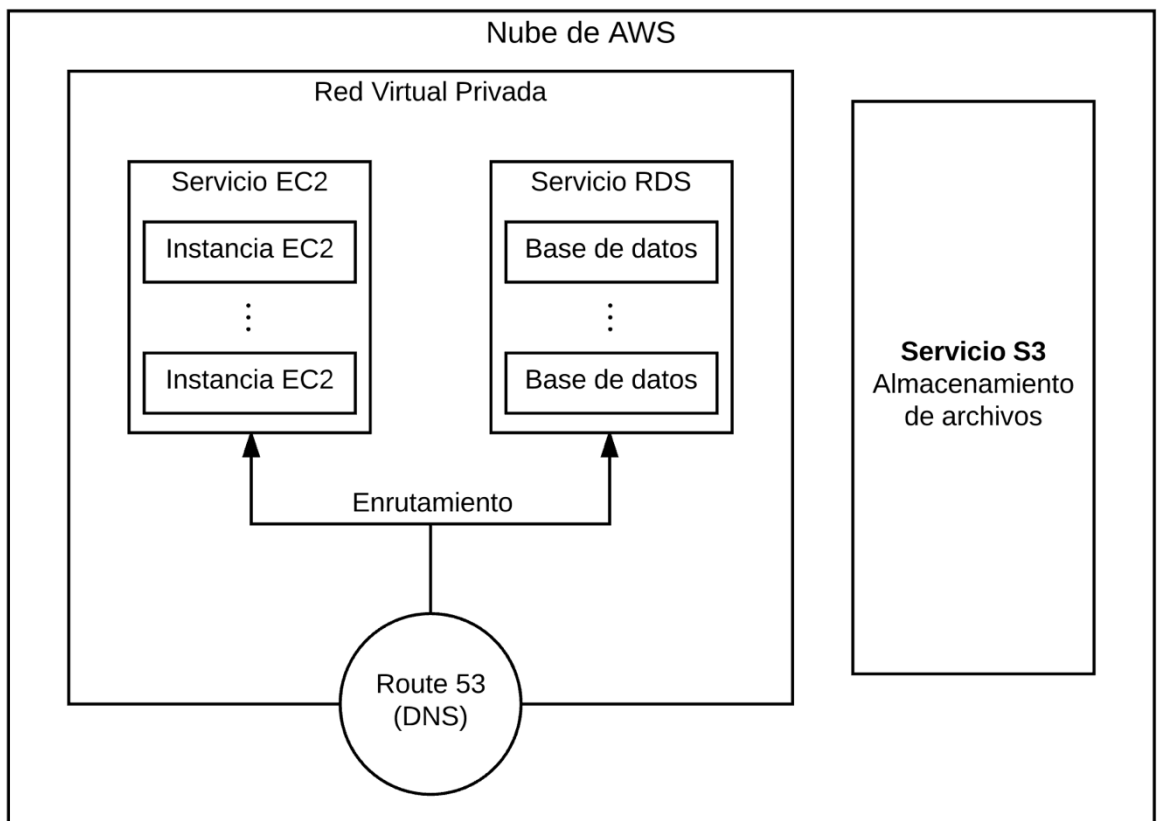 Nube de AWS
Red Virtual Privada
Servicio EC2
Instancia EC2
⋮
Instancia EC2
Servicio RDS
Base de datos
⋮
Base de datos
Enrutamiento
Route 53
(DNS)
Servicio S3
Almacenamiento
de archivos